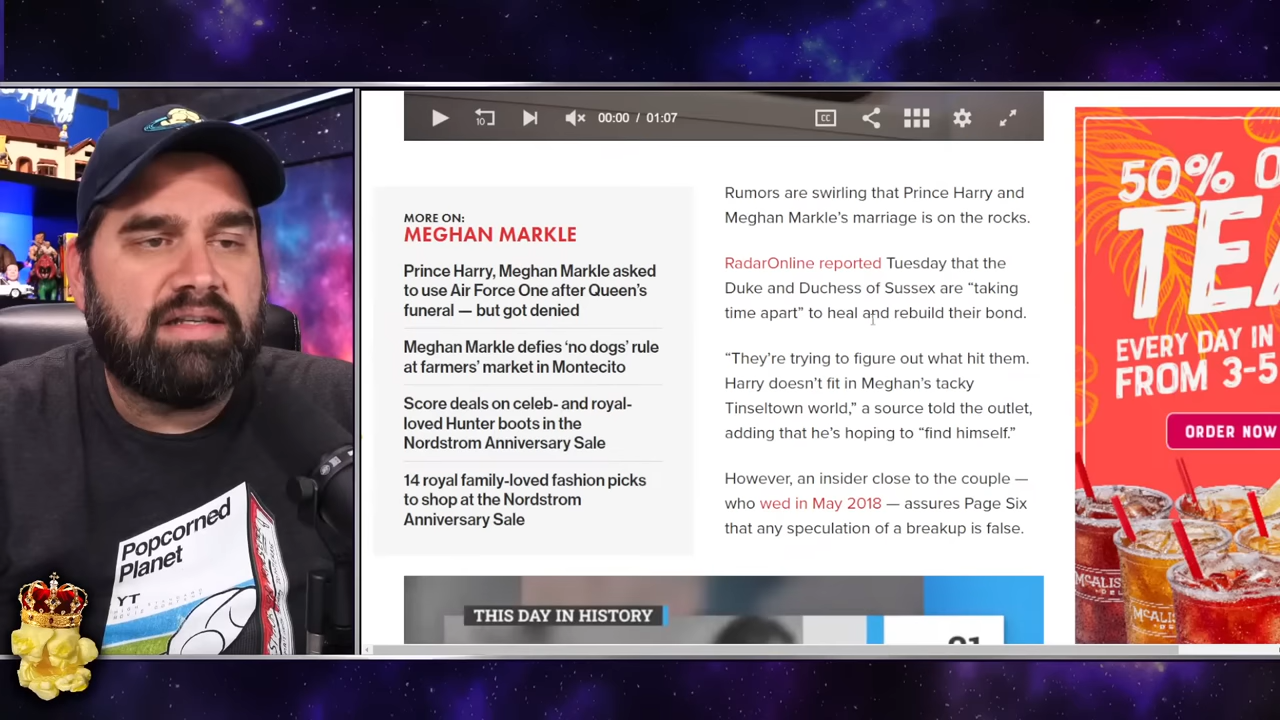 Popcorned
Planet
YT
00:00 / 01:07
10
CC
MORE ON:
MEGHAN MARKLE
Prince Harry, Meghan Markle asked
to use Air Force One after Queen's
funeral — but got denied
Meghan Markle defies ‘no dogs’ rule
at farmers’ market in Montecito
Score deals on celeb- and royal-
loved Hunter boots in the
Nordstrom Anniversary Sale
14 royal family-loved fashion picks
to shop at the Nordstrom
Anniversary Sale
Rumors are swirling that Prince Harry and
Meghan Markle’s marriage is on the rocks.
RadarOnline reported Tuesday that the
Duke and Duchess of Sussex are “taking
time apart” to heal and rebuild their bond.
“They’re trying to figure out what hit them.
Harry doesn’t fit in Meghan’s tacky
Tinseltown world,” a source told the outlet,
adding that he’s hoping to “find himself.”
However, an insider close to the couple —
who wed in May 2018 — assures Page Six
that any speculation of a breakup is false.
THIS DAY IN HISTORY
50% O
TEA
EVERY DAY IN
FROM 3-5
ORDER NOW